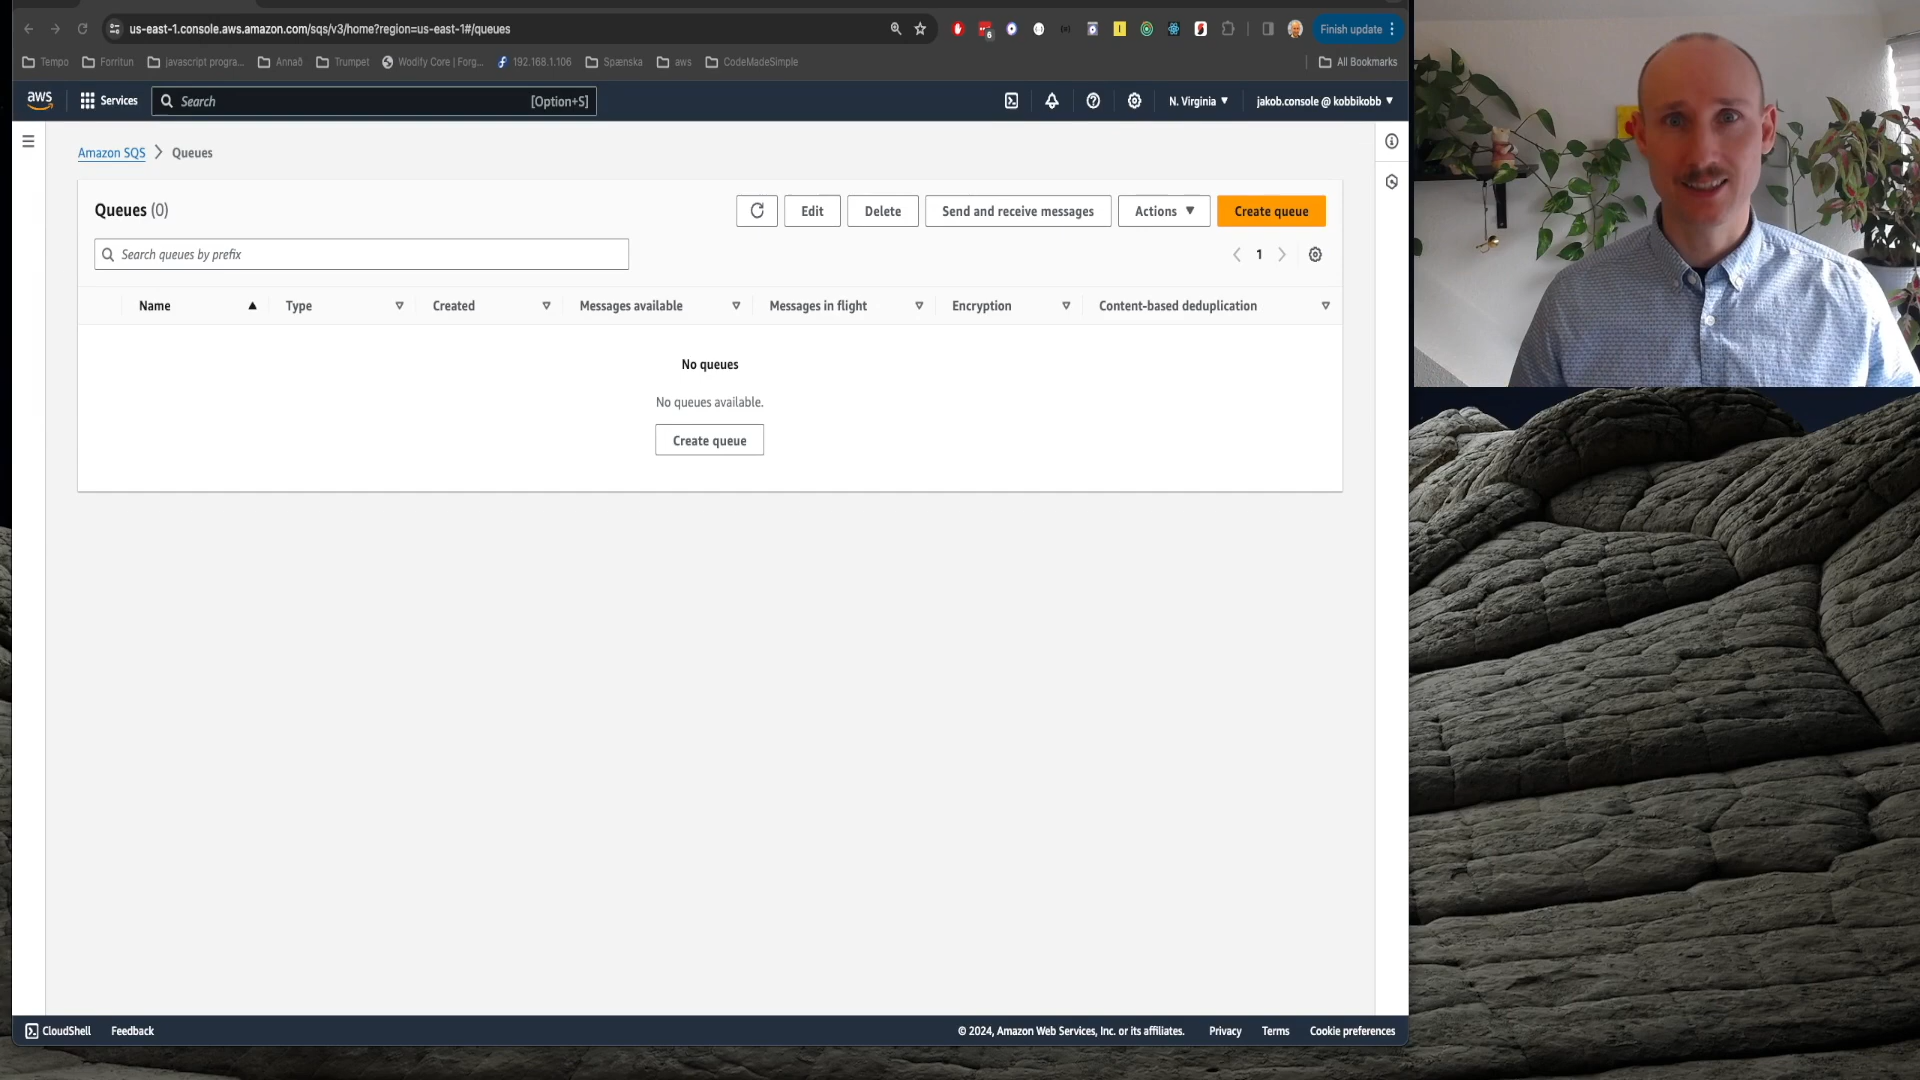 us-east-1.console.aws.amazon.com/sqs/v3/home?region=us-east-1#/queues
6
Finish update
Tempo
Forritun
javascript progra...
Annað
Trumpet
Wodify Core | Forg...
192.168.1.106
Spænska
aws
CodeMadeSimple
All Bookmarks
aws
Services
Search
[Option+S]
N. Virginia
jakob.console @ kobbikobb
Amazon SQS
Queues
Queues (0)
Edit
Delete
Send and receive messages
Actions
Create queue
Search queues by prefix
1
Name
Type
Created
Messages available
Messages in flight
Encryption
Content-based deduplication
No queues
No queues available.
Create queue
CloudShell
Feedback
© 2024, Amazon Web Services, Inc. or its affiliates.
Privacy
Terms
Cookie preferences